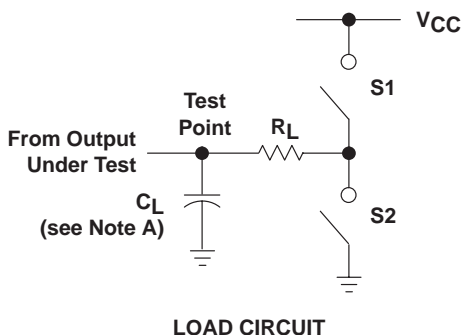 VCC
S1
Test
Point
RL
From Output
Under Test
CL
(see Note A)
S2
LOAD CIRCUIT